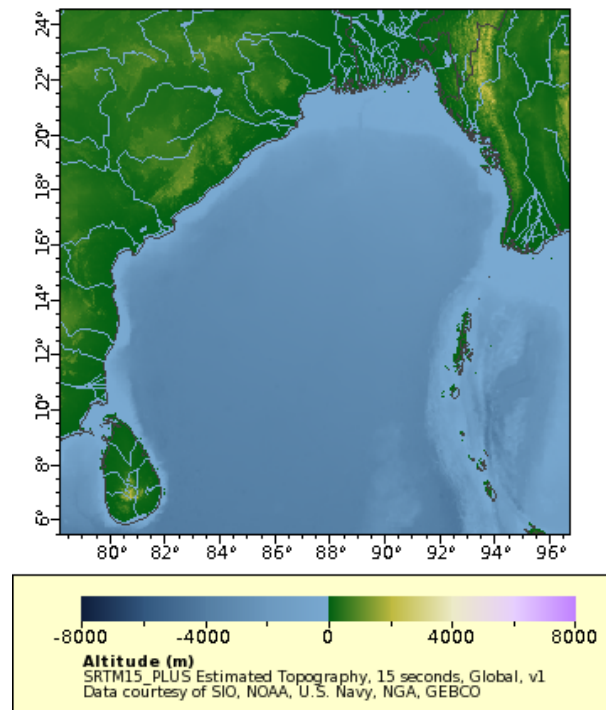 24°
22°
20°
18°
16°
14°
12°
10°
8°
6°
80° 82° 84° 86° 88° 90° 92° 94° 96°
-8000 -4000 0 4000 8000
Altitude (m)
SRTM15_PLUS Estimated Topography, 15 seconds, Global, v1
Data courtesy of SIO, NOAA, U.S. Navy, NGA, GEBCO